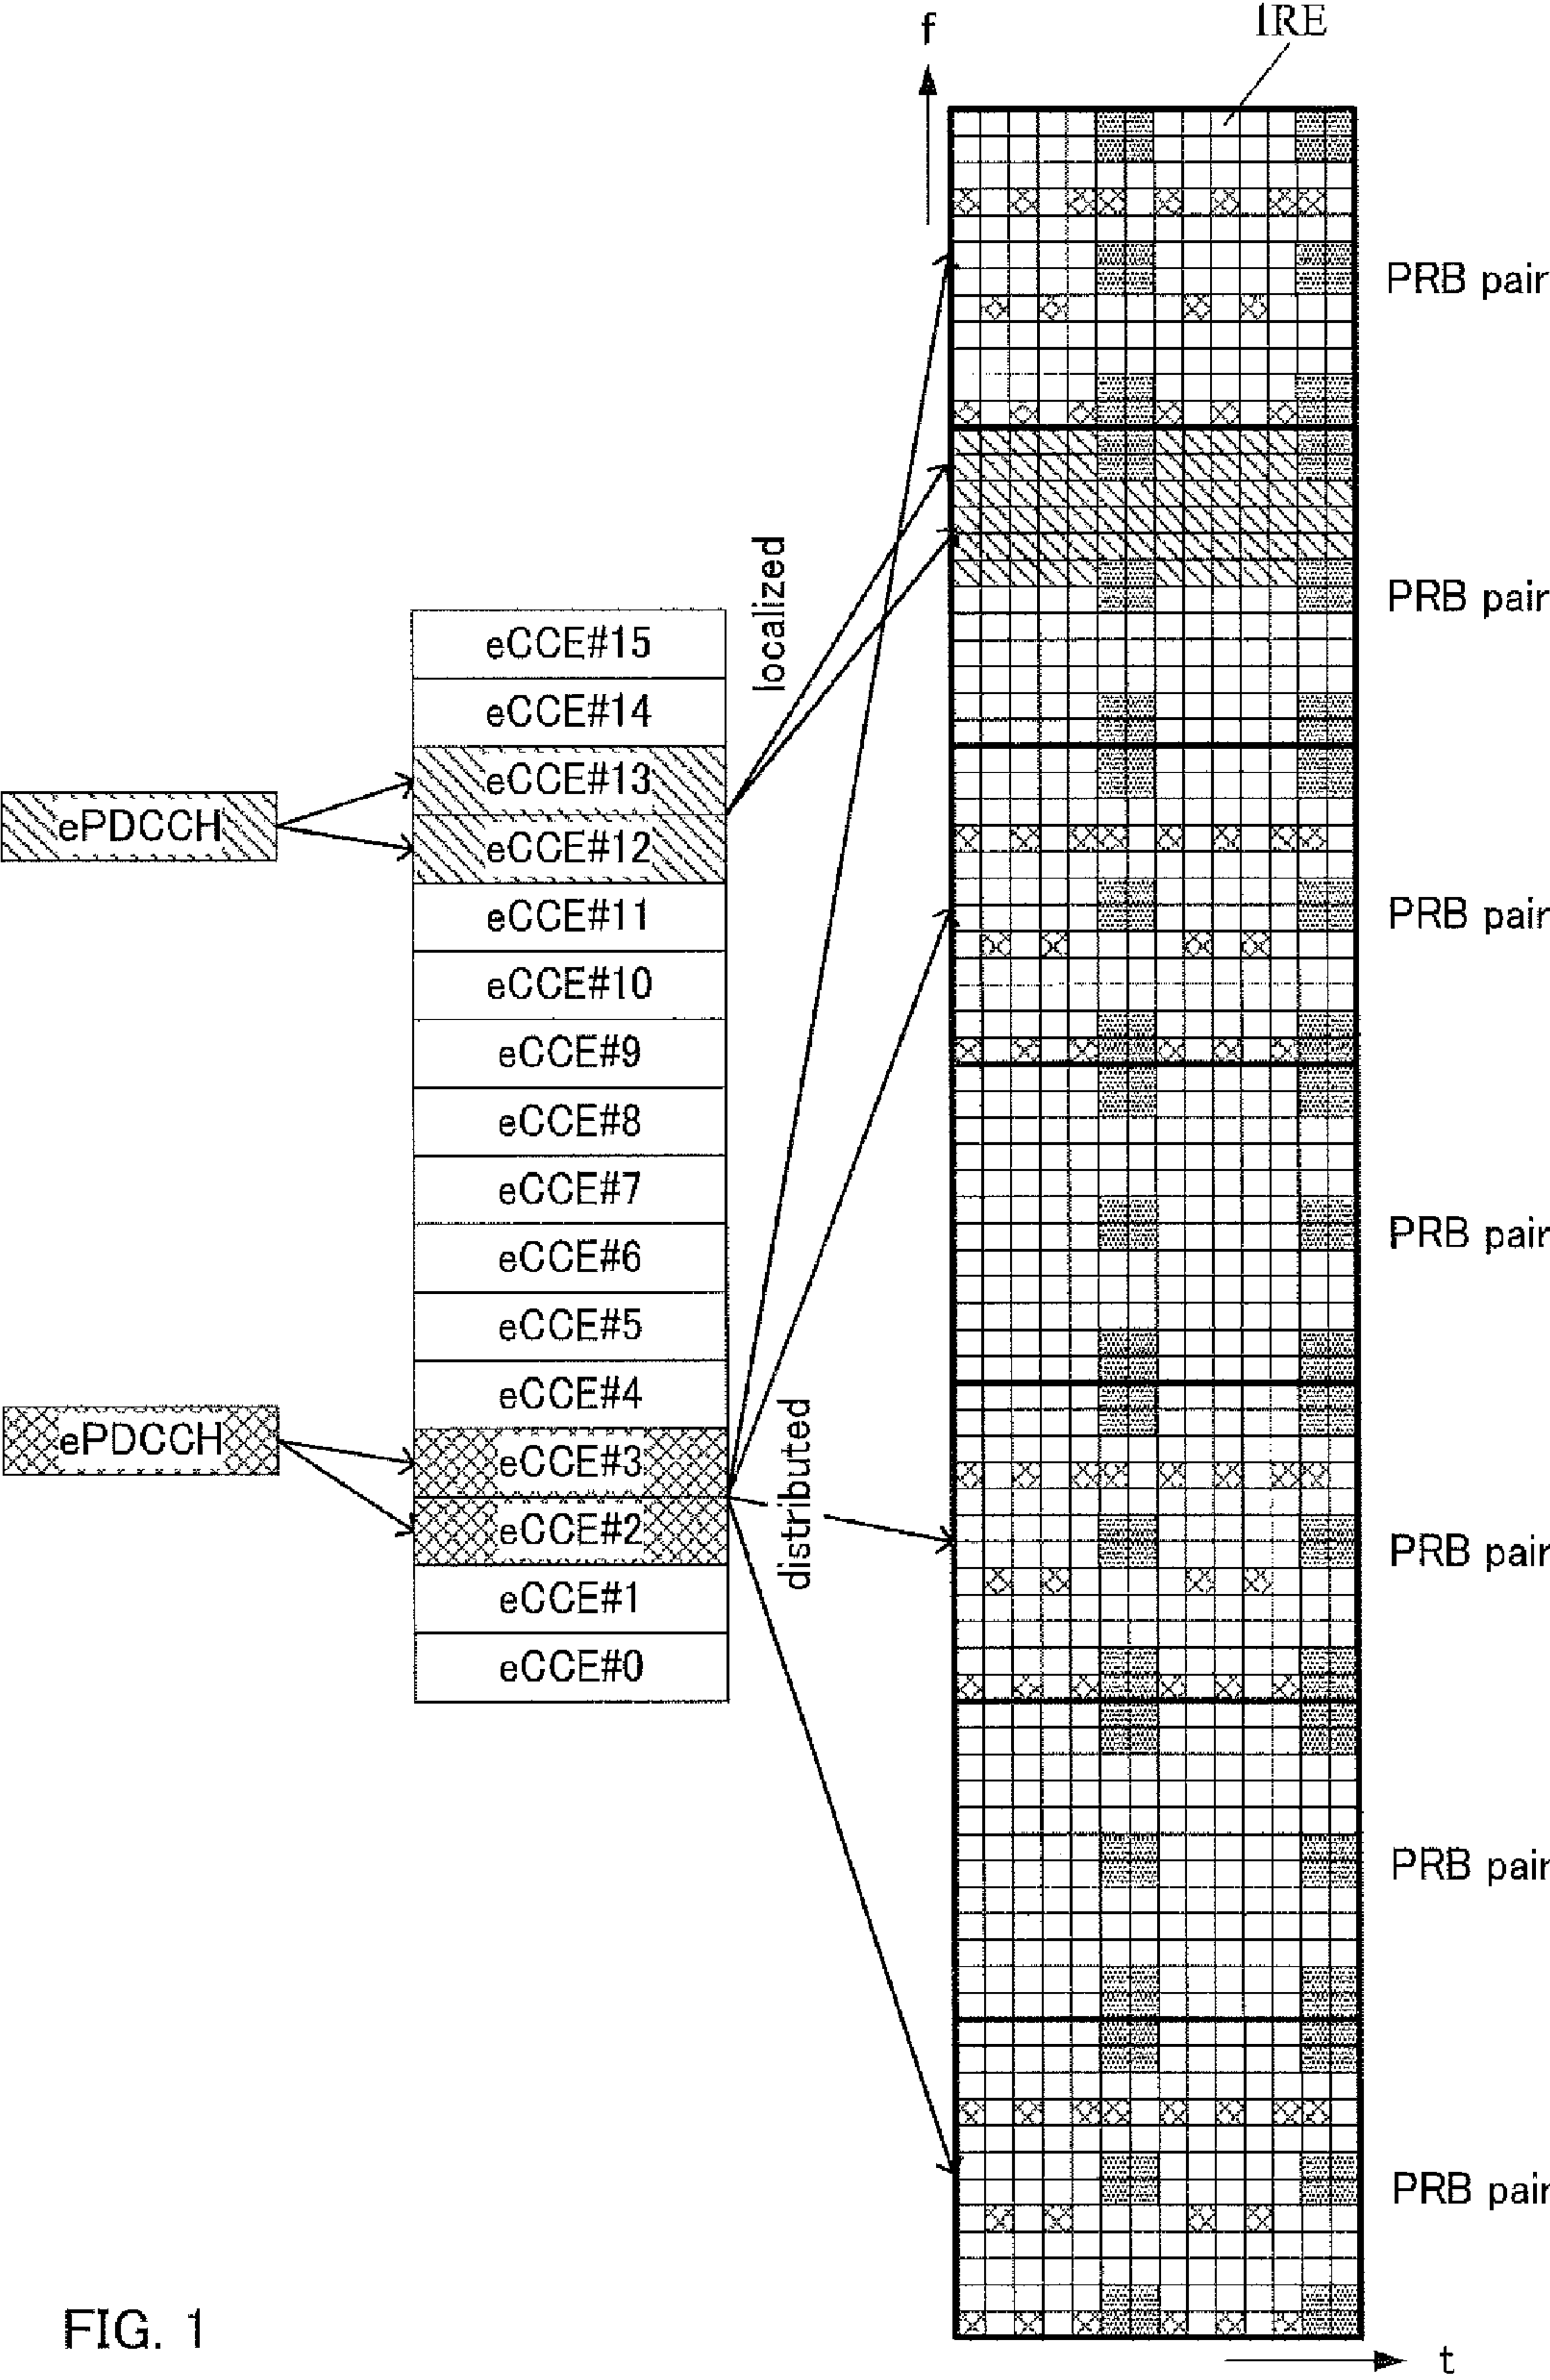 f
1RE
PRB pair
PRB pair
PRB pair
PRB pair
PRB pair
PRB pair
PRB pair
localized
distributed
ePDCCH
ePDCCH
eCCE#15
eCCE#14
eCCE#13
eCCE#12
eCCE#11
eCCE#10
eCCE#9
eCCE#8
eCCE#7
eCCE#6
eCCE#5
eCCE#4
eCCE#3
eCCE#2
eCCE#1
eCCE#0
t
FIG. 1